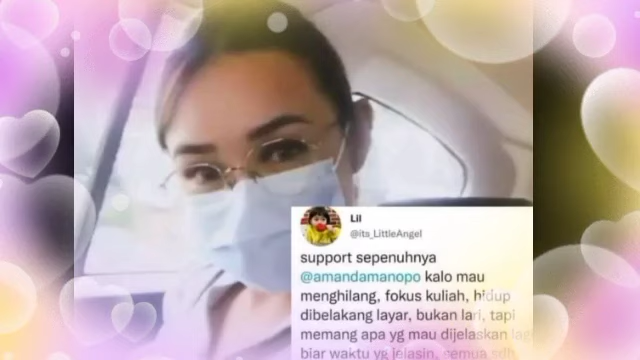 Lil
@its_LittleAngel
support sepenuhnya
@amandamanopo kalo mau
menghilang, fokus kuliah, hidup
dibelakang layar, bukan lari, tapi
memang apa yg mau dijelaskan lagi
biar waktu yg jelasin, semua sdh